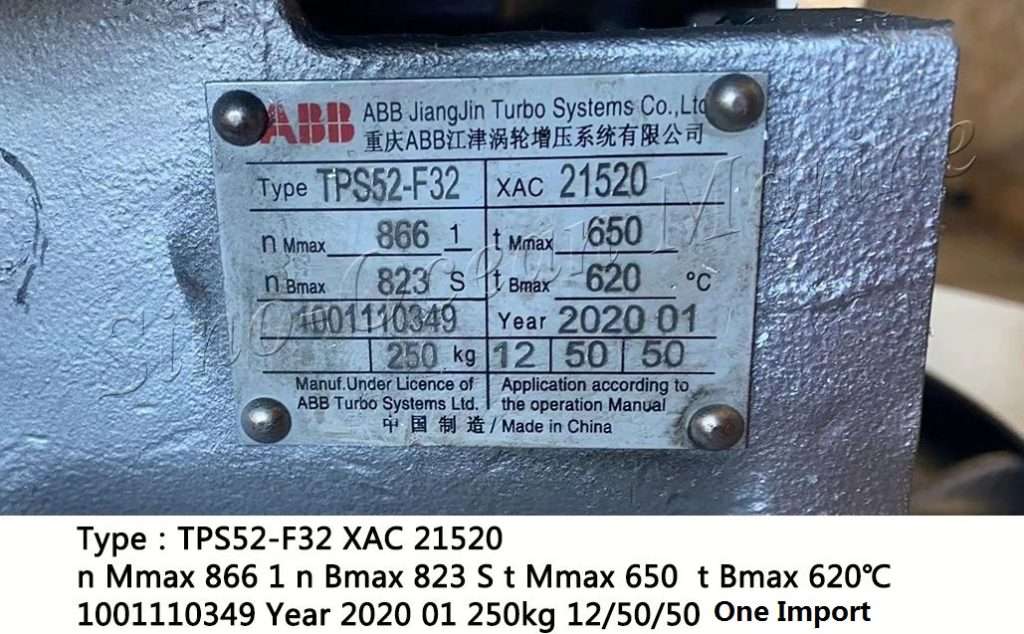 ABB ABB JiangJin Turbo Systems Co., Ltd
重庆ABB江津涡轮增压系统有限公司
Type TPS52-F32 XAC 21520
n Mmax 866 1 t Mmax 650
n Bmax 823 S t Bmax 620 °C
1001110349 Year 2020 01
250 kg 12 50 50
Manuf.Under Licence of Application according to
ABB Turbo Systems Ltd. the operation Manual
中国制造/Made in China
Sino Ocean Marine
Type : TPS52-F32 XAC 21520
n Mmax 866 1 n Bmax 823 S t Mmax 650 t Bmax 620℃
1001110349 Year 2020 01 250kg 12/50/50 One Import